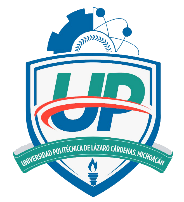 UP
UNIVERSIDAD POLITÉCNICA DE LÁZARO CÁRDENAS, MICHOACÁN